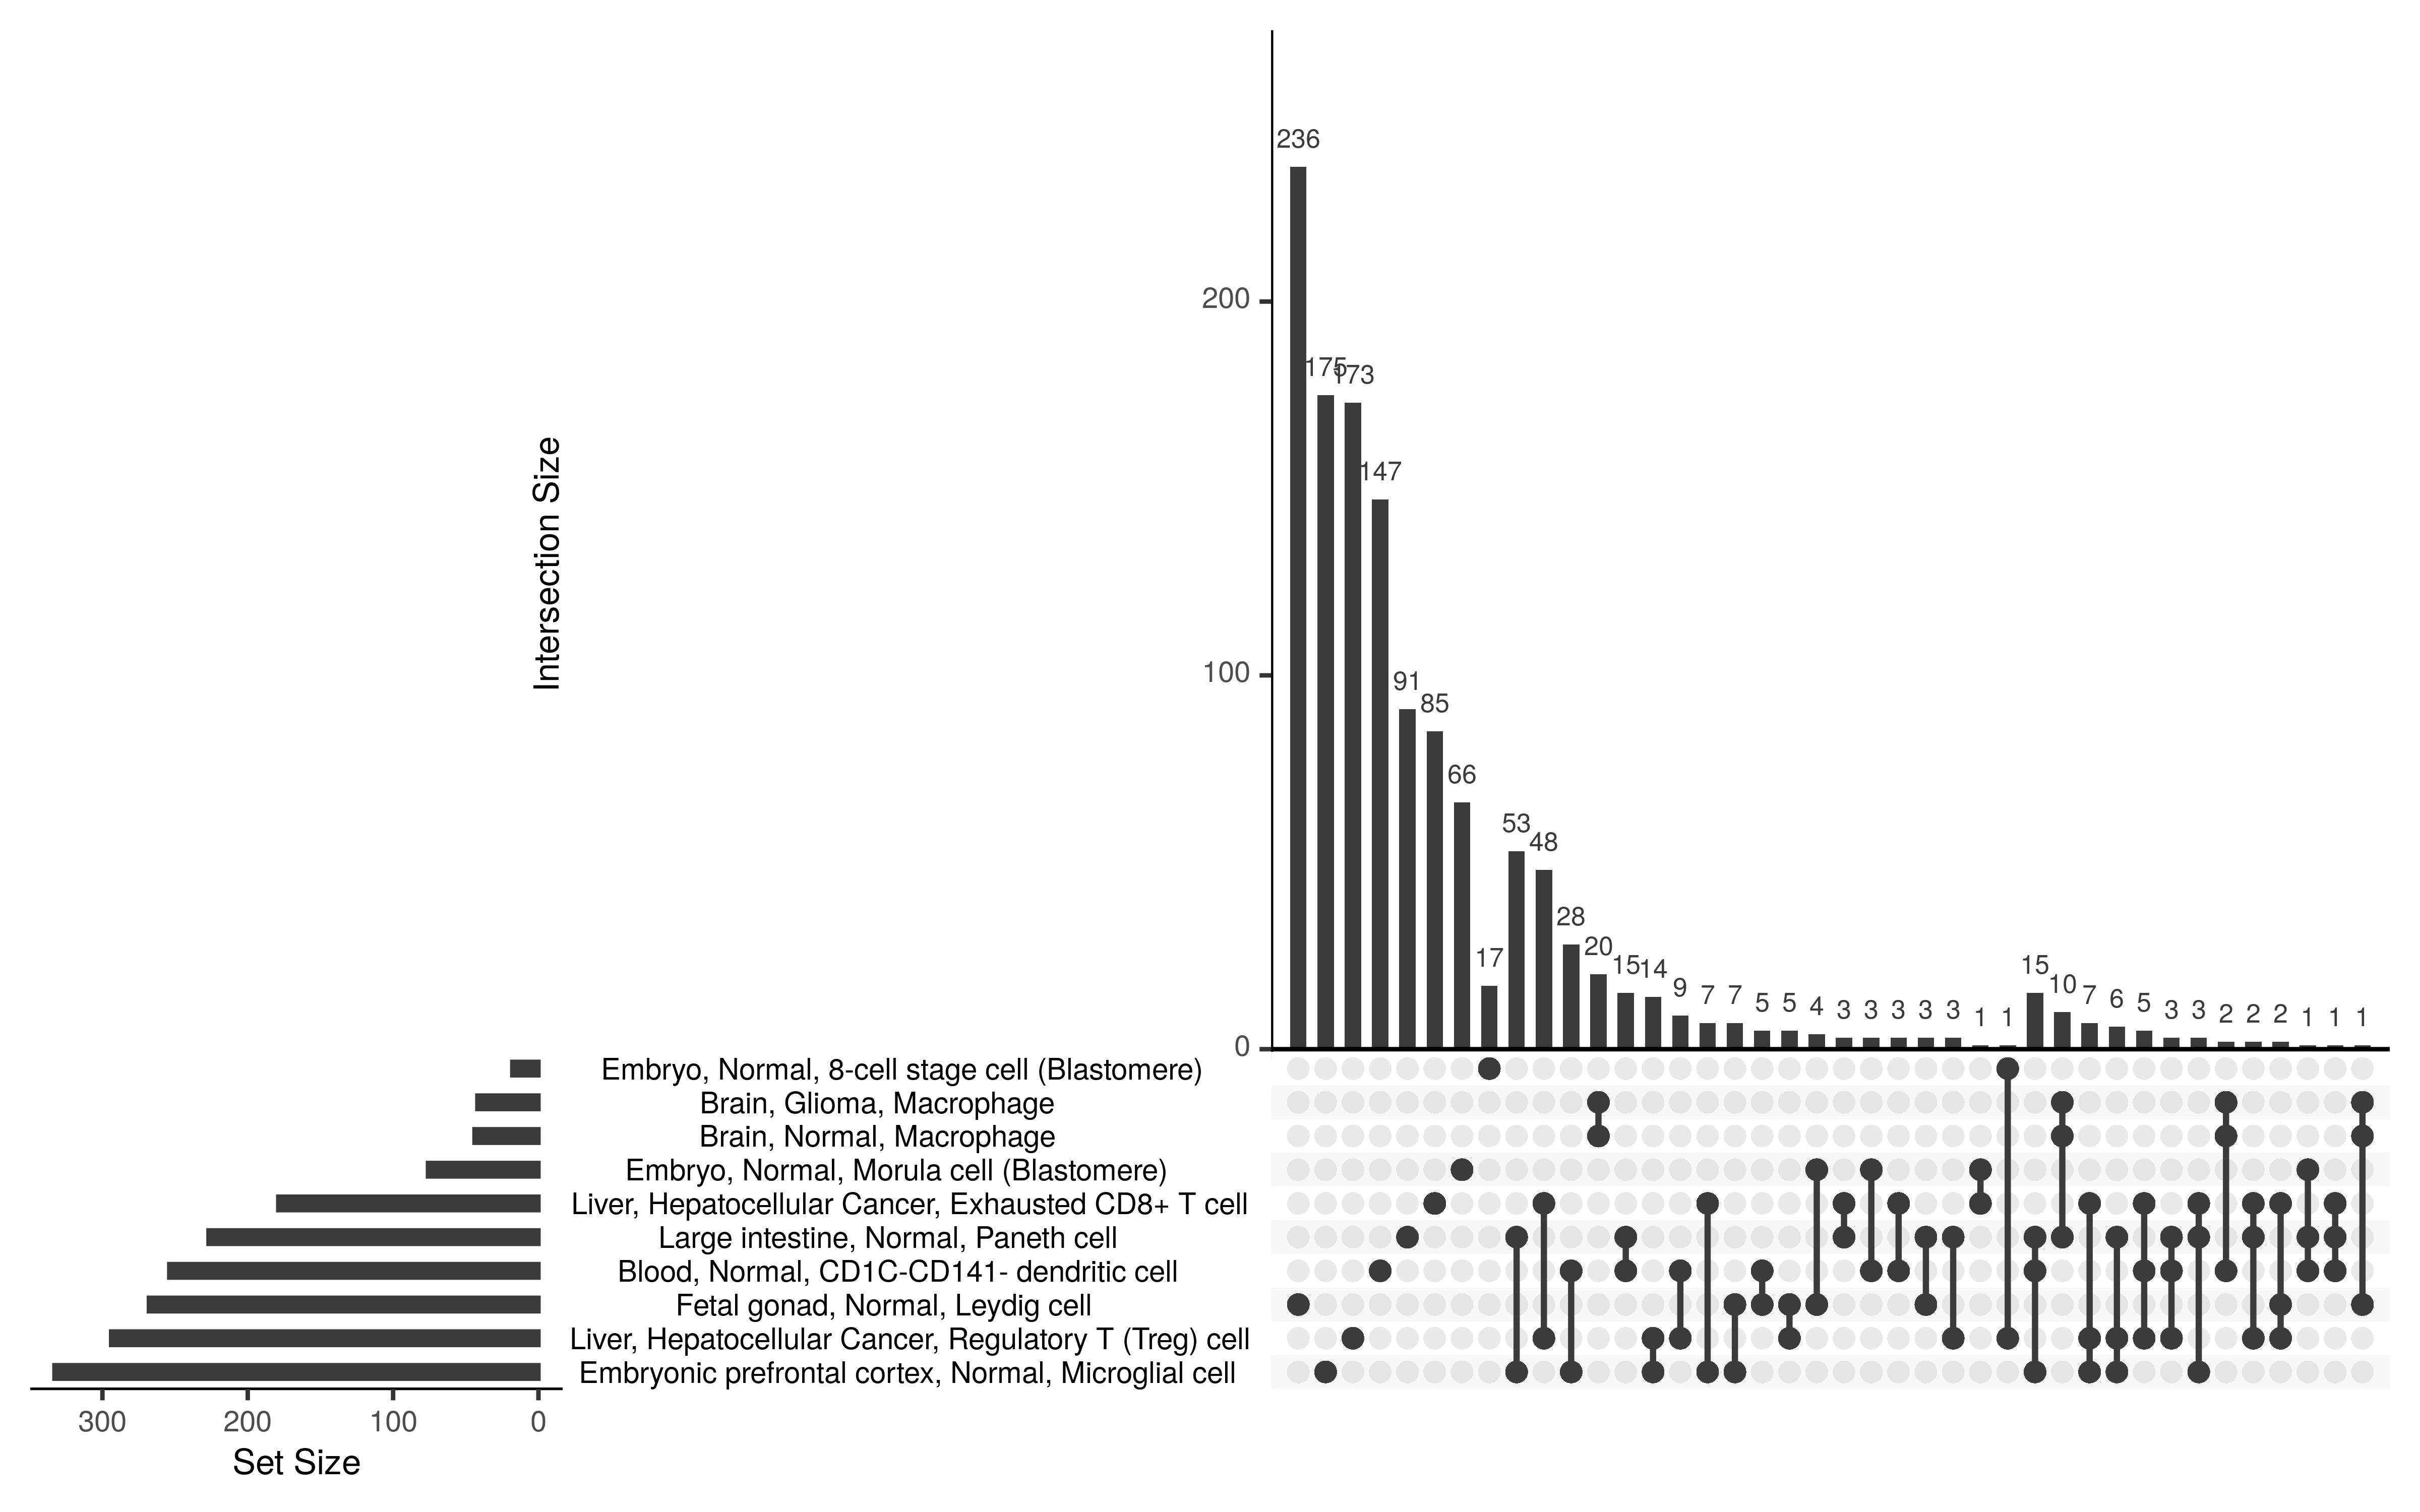 236
200
175
173
147
Intersection Size
100
91
85
66
53
48
28
20
17
15 14
9 7 7 5 5 4 3 3 3 3 3 1 1 15 10 7 6 5 3 3 2 2 2 1 1 1
0
Embryo, Normal, 8-cell stage cell (Blastomere)
Brain, Glioma, Macrophage
Brain, Normal, Macrophage
Embryo, Normal, Morula cell (Blastomere)
Liver, Hepatocellular Cancer, Exhausted CD8+ T cell
Large intestine, Normal, Paneth cell
Blood, Normal, CD1C-CD141- dendritic cell
Fetal gonad, Normal, Leydig cell
Liver, Hepatocellular Cancer, Regulatory T (Treg) cell
Embryonic prefrontal cortex, Normal, Microglial cell
300 200 100 0
Set Size